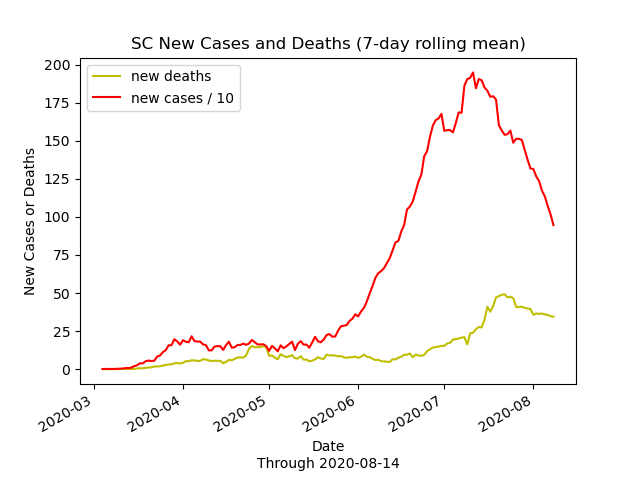 SC New Cases and Deaths (7-day rolling mean)
new deaths
new cases / 10
New Cases or Deaths
200
175
150
125
100
75
50
25
0
2020-03
2020-04
2020-05
2020-06
2020-07
2020-08
Date
Through 2020-08-14